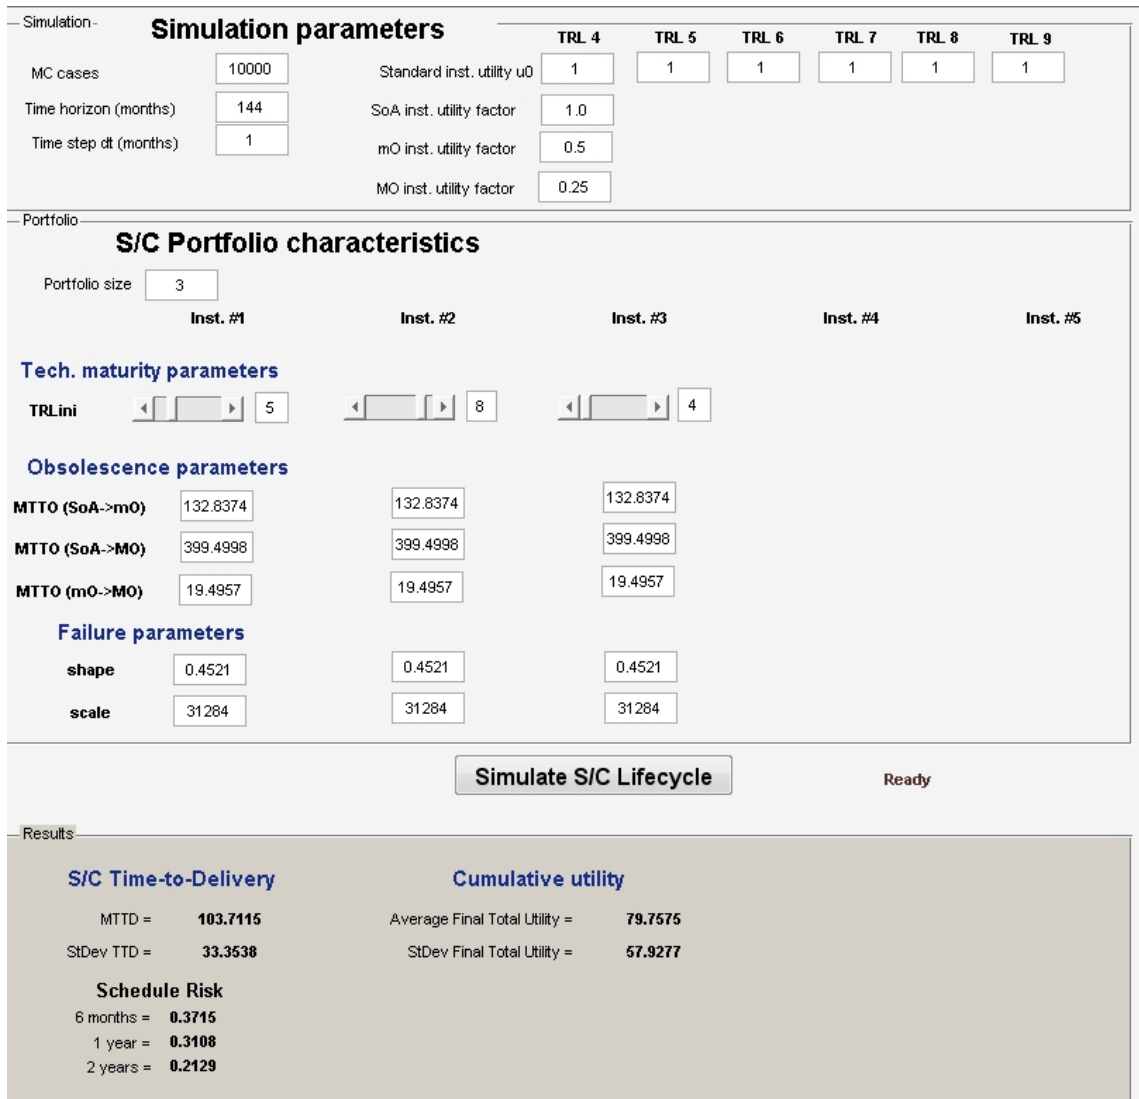 Simulation
Simulation parameters
TRL 4 TRL 5 TRL 6 TRL 7 TRL 8 TRL 9
MC cases 10000 Standard inst. utility u0 1 1 1 1 1 1
Time horizon (months) 144 SoA inst. utility factor 1.0
Time step dt (months) 1 mO inst. utility factor 0.5
MO inst. utility factor 0.25
Portfolio
S/C Portfolio characteristics
Portfolio size 3
Inst. #1 Inst. #2 Inst. #3 Inst. #4 Inst. #5
Tech. maturity parameters
TRLini 5 8 4
Obsolescence parameters
MTTO (SoA->mO) 132.8374 132.8374 132.8374
MTTO (SoA->MO) 399.4998 399.4998 399.4998
MTTO (mO->MO) 19.4957 19.4957 19.4957
Failure parameters
shape 0.4521 0.4521 0.4521
scale 31284 31284 31284
Simulate S/C Lifecycle Ready
Results
S/C Time-to-Delivery Cumulative utility
MTTD = 103.7115 Average Final Total Utility = 79.7575
StDev TTD = 33.3538 StDev Final Total Utility = 57.9277
Schedule Risk
6 months = 0.3715
1 year = 0.3108
2 years = 0.2129